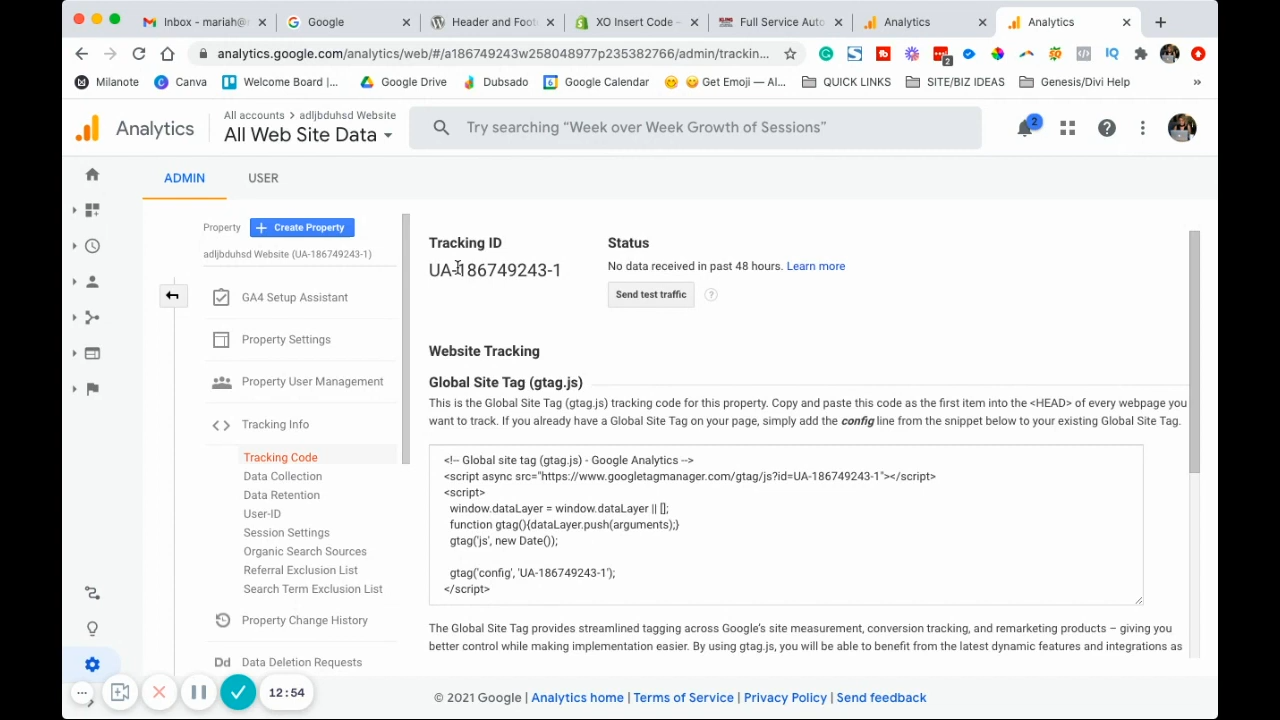 Inbox - mariah@r
Google
Header and Foot
XO Insert Code –
Full Service Auto
Analytics
Analytics
analytics.google.com/analytics/web/#/a186749243w258048977p235382766/admin/trackin...
2
Milanote
Canva
Welcome Board |...
Google Drive
Dubsado
Google Calendar
Get Emoji — Al...
QUICK LINKS
SITE/BIZ IDEAS
Genesis/Divi Help
»
Analytics
All accounts > adljbduhsd Website
All Web Site Data
Try searching “Week over Week Growth of Sessions”
2
ADMIN
USER
Property
+ Create Property
adljbduhsd Website (UA-186749243-1)
GA4 Setup Assistant
Property Settings
Property User Management
Tracking Info
Tracking Code
Data Collection
Data Retention
User-ID
Session Settings
Organic Search Sources
Referral Exclusion List
Search Term Exclusion List
Property Change History
Dd Data Deletion Requests
Tracking ID
UA-186749243-1
Status
No data received in past 48 hours. Learn more
Send test traffic
?
Website Tracking
Global Site Tag (gtag.js)
This is the Global Site Tag (gtag.js) tracking code for this property. Copy and paste this code as the first item into the <HEAD> of every webpage you
want to track. If you already have a Global Site Tag on your page, simply add the config line from the snippet below to your existing Global Site Tag.
<!-- Global site tag (gtag.js) - Google Analytics -->
<script async src="https://www.googletagmanager.com/gtag/js?id=UA-186749243-1"></script>
<script>
window.dataLayer = window.dataLayer || [];
function gtag(){dataLayer.push(arguments);}
gtag('js', new Date());
gtag('config', 'UA-186749243-1');
</script>
The Global Site Tag provides streamlined tagging across Google’s site measurement, conversion tracking, and remarketing products – giving you
better control while making implementation easier. By using gtag.js, you will be able to benefit from the latest dynamic features and integrations as
12:54
© 2021 Google | Analytics home | Terms of Service | Privacy Policy | Send feedback